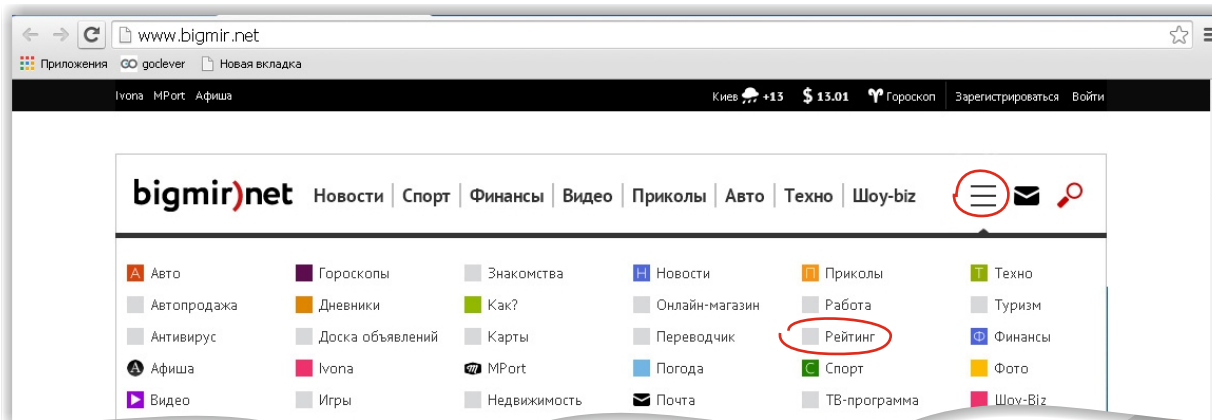 www.bigmir.net
Приложения GO goclever Новая вкладка
Ivona MPort Афиша Киев +13 $ 13.01 Гороскоп Зарегистрироваться Войти
bigmir)net Новости Спорт Финансы Видео Приколы Авто Техно Шоу-biz
А Авто Гороскопы Знакомства Н Новости П Приколы Т Техно
Автопродажа Дневники Как? Онлайн-магазин Работа Туризм
Антивирус Доска объявлений Карты Переводчик Рейтинг Ф Финансы
А Афиша Ivona m MPort Погода С Спорт Фото
Видео Игры Недвижимость Почта ТВ-программа Шоу-Biz